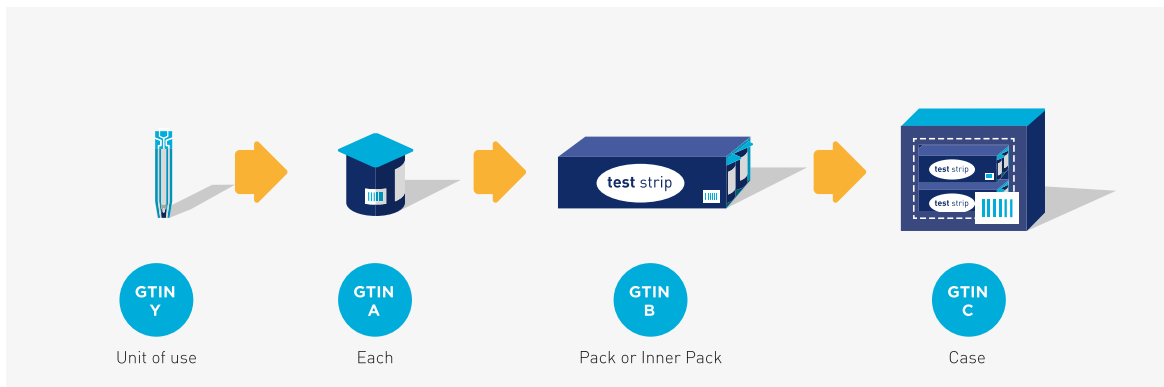 test strip
test strip
test strip
GTIN
Y
GTIN
A
GTIN
B
GTIN
C
Unit of use
Each
Pack or Inner Pack
Case